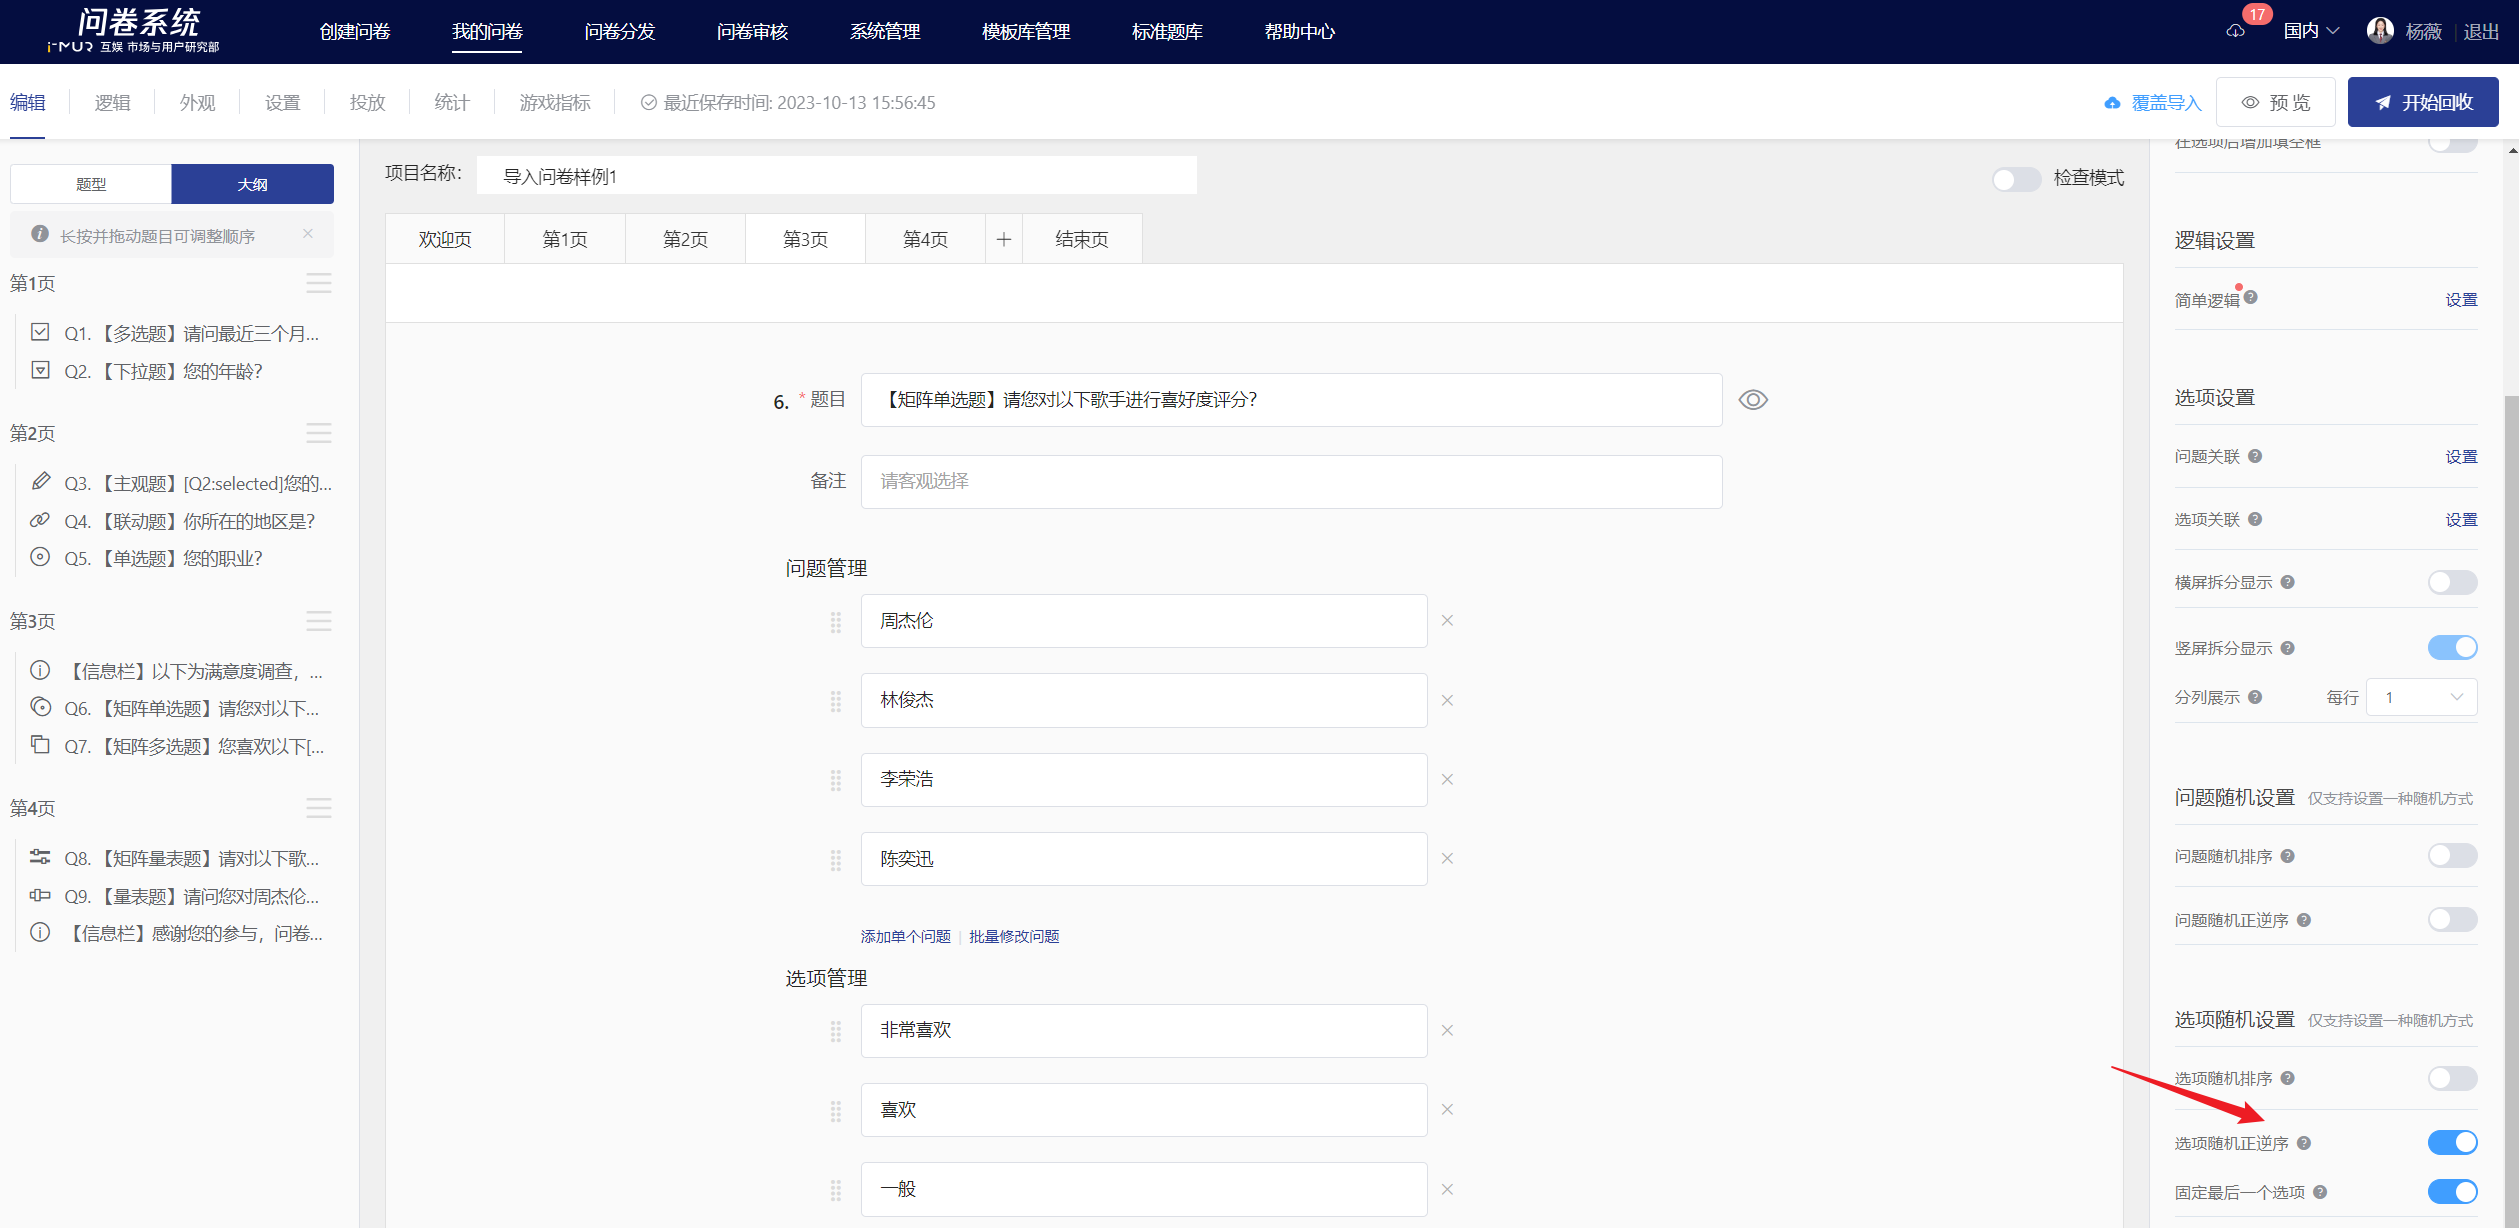 问卷系统
i-MUR 互娱 市场与用户研究部
创建问卷
我的问卷
问卷分发
问卷审核
系统管理
模板库管理
标准题库
帮助中心
17
国内
杨薇
退出
编辑
逻辑
外观
设置
投放
统计
游戏指标
最近保存时间: 2023-10-13 15:56:45
覆盖导入
预 览
开始回收
题型
大纲
长按并拖动题目可调整顺序
第1页
Q1. 【多选题】请问最近三个月...
Q2. 【下拉题】您的年龄?
第2页
Q3. 【主观题】[Q2:selected]您的...
Q4. 【联动题】你所在的地区是?
Q5. 【单选题】您的职业?
第3页
【信息栏】以下为满意度调查，...
Q6. 【矩阵单选题】请您对以下...
Q7. 【矩阵多选题】您喜欢以下[...
第4页
Q8. 【矩阵量表题】请对以下歌...
Q9. 【量表题】请问您对周杰伦...
【信息栏】感谢您的参与，问卷...
项目名称:
导入问卷样例1
检查模式
欢迎页
第1页
第2页
第3页
第4页
+
结束页
6. * 题目
【矩阵单选题】请您对以下歌手进行喜好度评分?
备注
请客观选择
问题管理
周杰伦
林俊杰
李荣浩
陈奕迅
添加单个问题 | 批量修改问题
选项管理
非常喜欢
喜欢
一般
在选项后增加填空框
逻辑设置
简单逻辑
设置
选项设置
问题关联
设置
选项关联
设置
横屏拆分显示
竖屏拆分显示
分列展示
每行
1
问题随机设置 仅支持设置一种随机方式
问题随机排序
问题随机正逆序
选项随机设置 仅支持设置一种随机方式
选项随机排序
选项随机正逆序
固定最后一个选项